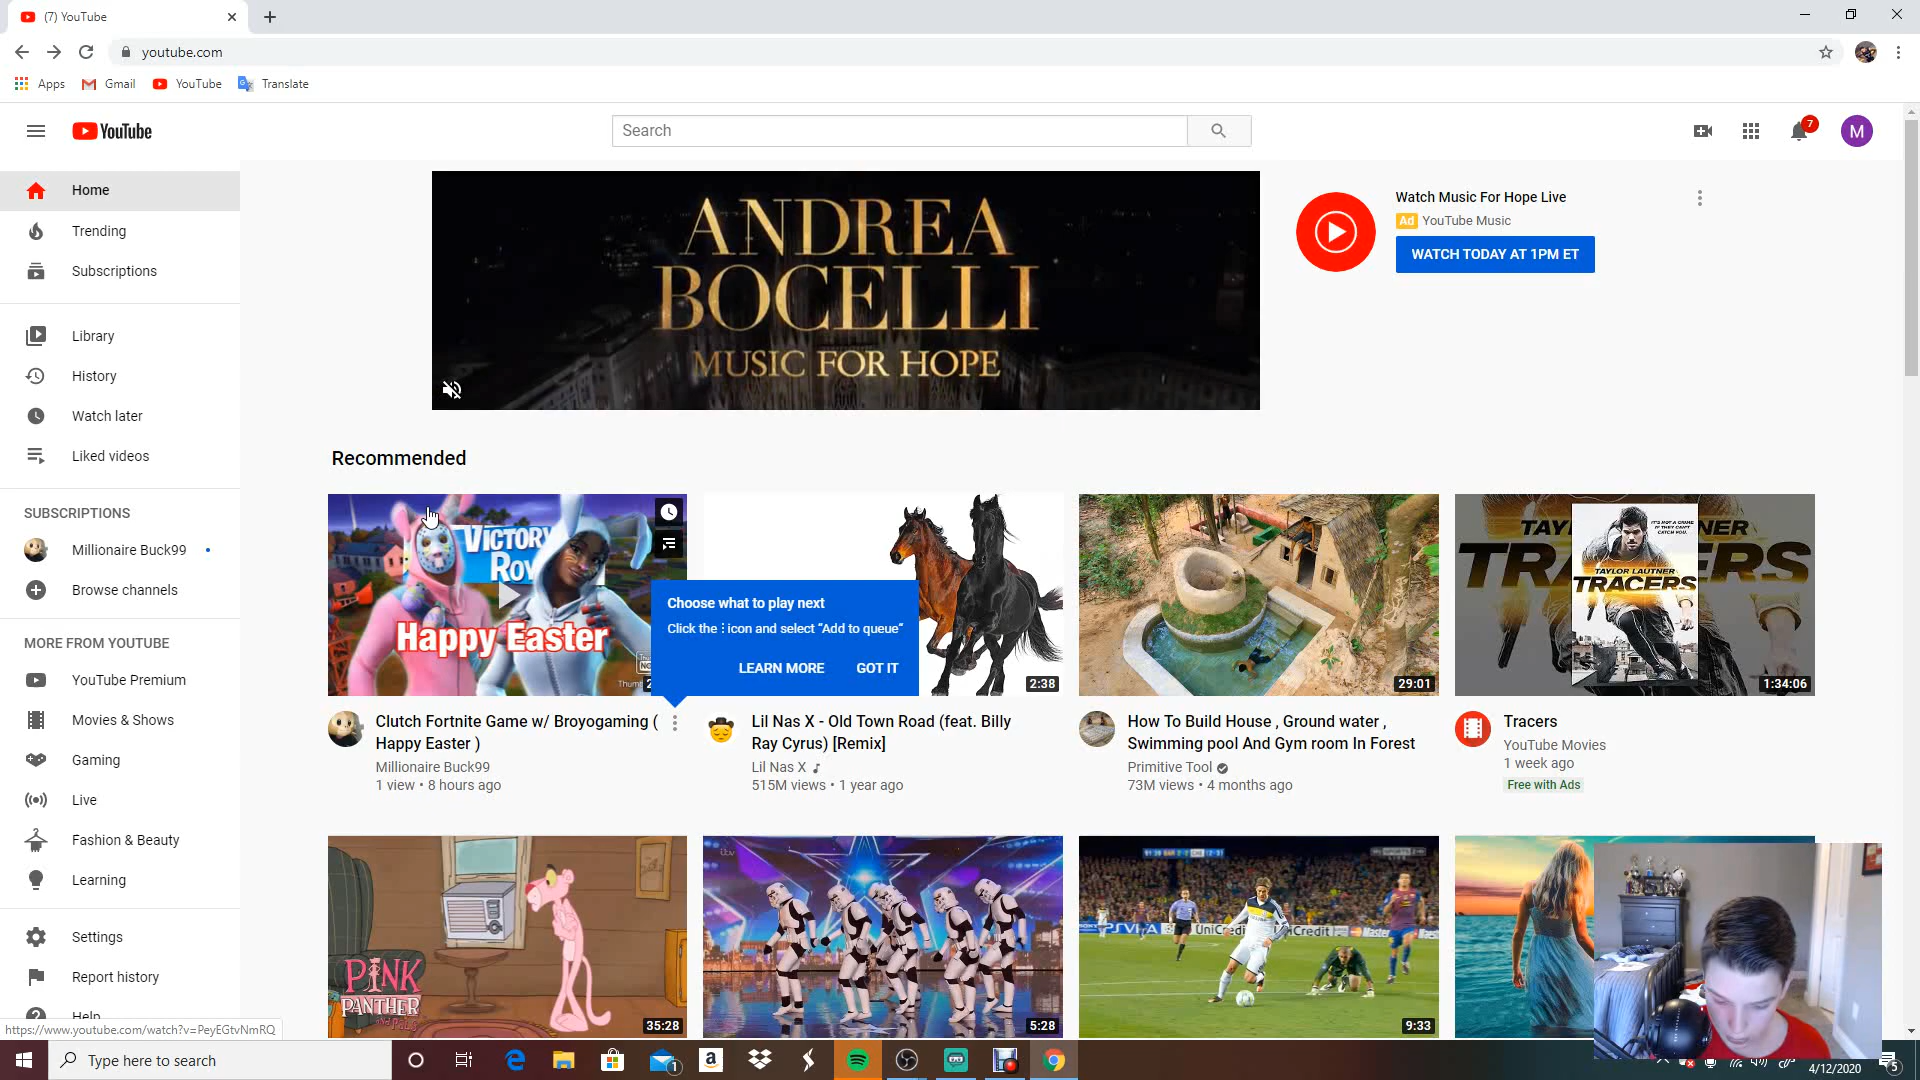 (7) YouTube
youtube.com
Apps
Gmail
YouTube
Translate
YouTube
Search
7
M
Home
Trending
Subscriptions
Library
History
Watch later
Liked videos
SUBSCRIPTIONS
Millionaire Buck99
Browse channels
MORE FROM YOUTUBE
YouTube Premium
Movies & Shows
Gaming
Live
Fashion & Beauty
Learning
Settings
Report history
Help
https://www.youtube.com/watch?v=PeyEGtvNmRQ
ANDREA
BOCELLI
MUSIC FOR HOPE
Watch Music For Hope Live
Ad YouTube Music
WATCH TODAY AT 1PM ET
Recommended
VICTORY
Happy Easter
Choose what to play next
Click the ⋮ icon and select “Add to queue”
LEARN MORE
GOT IT
Clutch Fortnite Game w/ Broyogaming (
Happy Easter )
Millionaire Buck99
1 view • 8 hours ago
2:38
Lil Nas X - Old Town Road (feat. Billy
Ray Cyrus) [Remix]
Lil Nas X
515M views • 1 year ago
29:01
How To Build House , Ground water ,
Swimming pool And Gym room In Forest
Primitive Tool
73M views • 4 months ago
TAYLOR LAUTNER
TRACERS
1:34:06
Tracers
YouTube Movies
1 week ago
Free with Ads
PINK
PANTHER
35:28
itv
5:28
UniCredit
9:33
Type here to search
1
4/12/2020
5